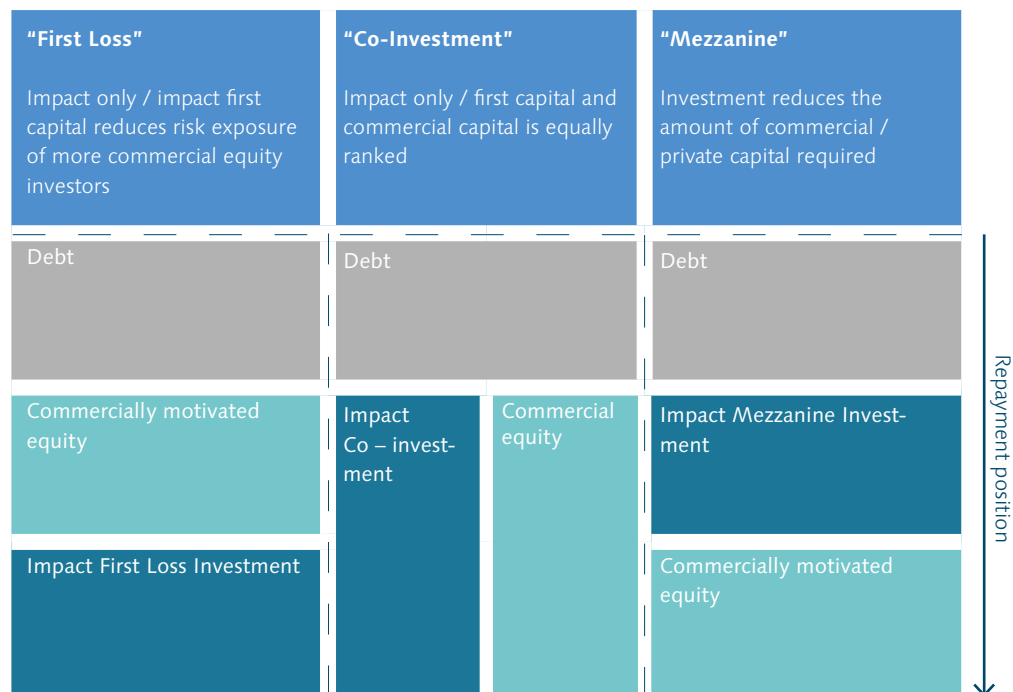 “First Loss”
Impact only / impact first
capital reduces risk exposure
of more commercial equity
investors
“Co-Investment”
Impact only / first capital and
commercial capital is equally
ranked
“Mezzanine”
Investment reduces the
amount of commercial /
private capital required
Debt
Debt
Debt
Commercially motivated
equity
Impact
Co – invest-
ment
Commercial
equity
Impact Mezzanine Invest-
ment
Impact First Loss Investment
Commercially motivated
equity
Repayment position